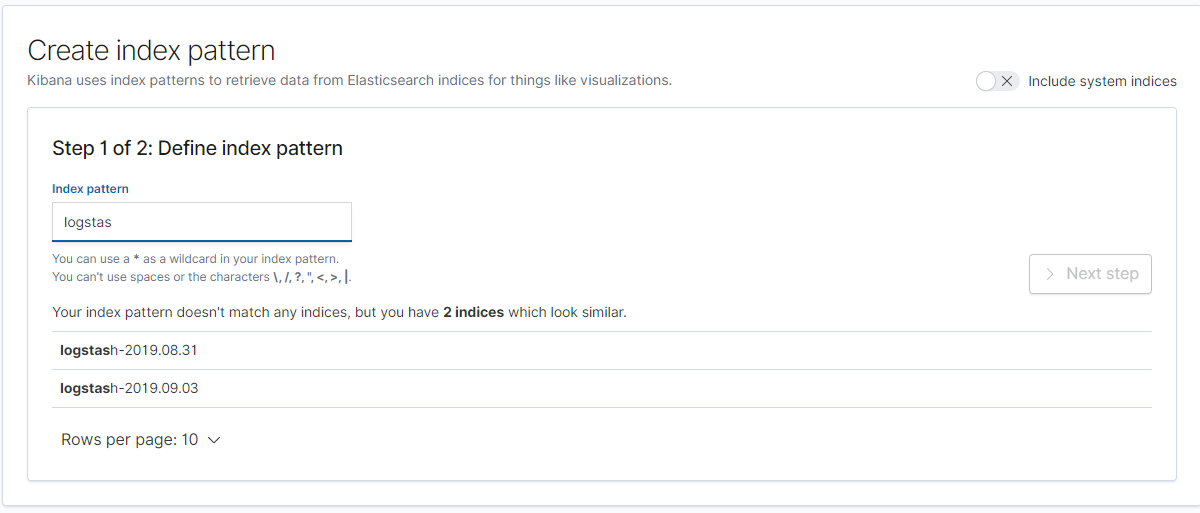 Create index pattern
Kibana uses index patterns to retrieve data from Elasticsearch indices for things like visualizations.
Include system indices
Step 1 of 2: Define index pattern
Index pattern
logstas
You can use a * as a wildcard in your index pattern.
You can't use spaces or the characters \, /, ?, ", <, >, |.
Next step
Your index pattern doesn't match any indices, but you have 2 indices which look similar.
logstash-2019.08.31
logstash-2019.09.03
Rows per page: 10